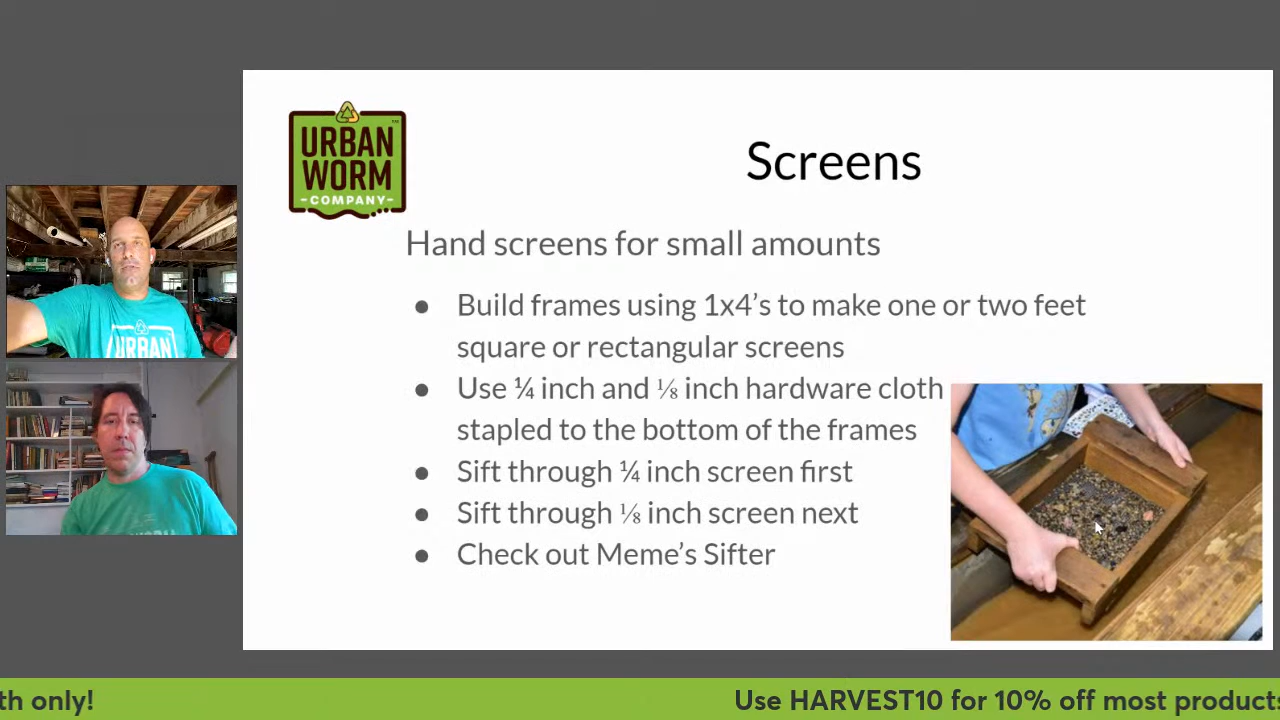 URBAN
WORM
-COMPANY-
™
Screens
Hand screens for small amounts
● Build frames using 1x4’s to make one or two feet
square or rectangular screens
● Use ¼ inch and ⅛ inch hardware cloth
stapled to the bottom of the frames
● Sift through ¼ inch screen first
● Sift through ⅛ inch screen next
● Check out Meme’s Sifter
URBAN
th only!
Use HARVEST10 for 10% off most products